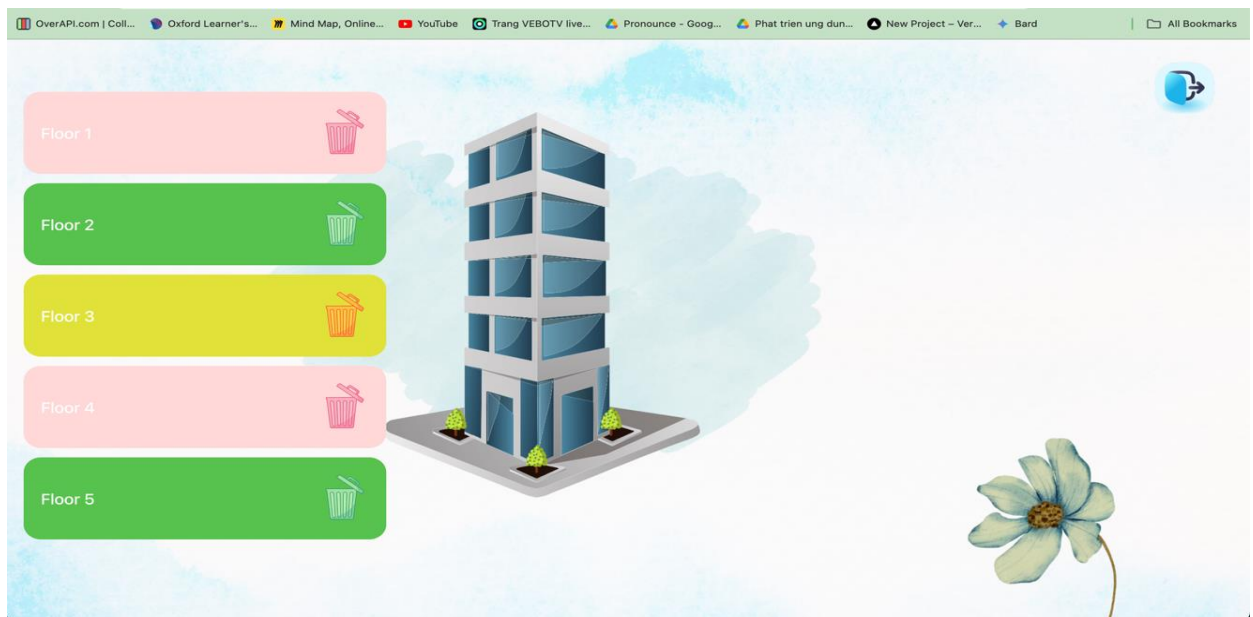 OverAPI.com | Coll... Oxford Learner's... Mind Map, Online... YouTube Trang VEBOTV live... Pronounce - Goog... Phat trien ung dun... New Project – Ver... Bard All Bookmarks
Floor 1
Floor 2
Floor 3
Floor 4
Floor 5